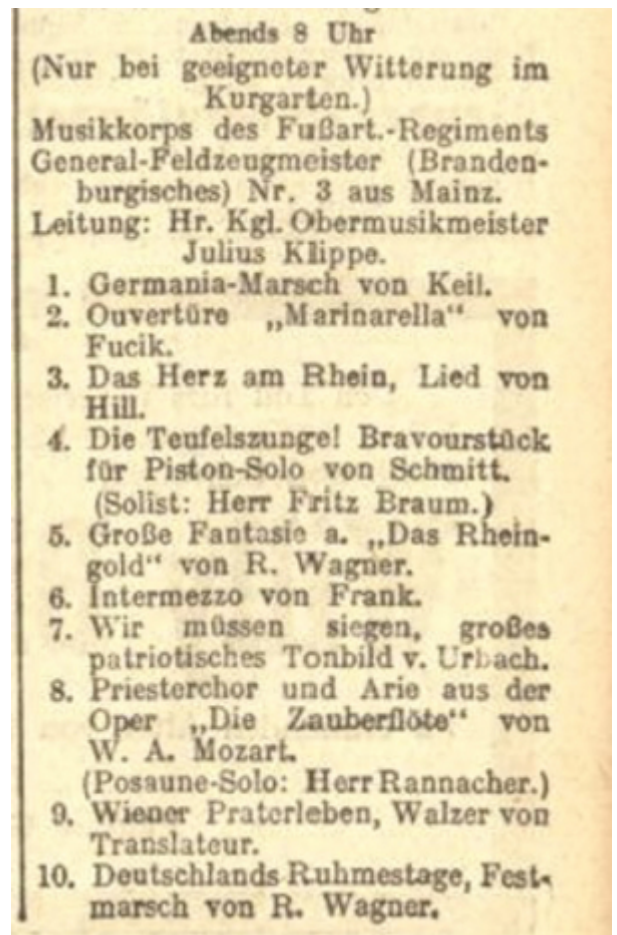 Abends 8 Uhr
(Nur bei geeigneter Witterung im
Kurgarten.)
Musikkorps des Fußart.-Regiments
General-Feldzeugmeister (Branden-
burgisches) Nr. 3 aus Mainz.
Leitung: Hr. Kgl. Obermusikmeister
Julius Klippe.
1. Germania-Marsch von Keil.
2. Ouvertüre „Marinarella“ von
Fucik.
3. Das Herz am Rhein, Lied von
Hill.
4. Die Teufelszunge! Bravourstück
für Piston-Solo von Schmitt.
(Solist: Herr Fritz Braum.)
5. Große Fantasie a. „Das Rhein-
gold“ von R. Wagner.
6. Intermezzo von Frank.
7. Wir müssen siegen, großes
patriotisches Tonbild v. Urbach.
8. Priesterchor und Arie aus der
Oper „Die Zauberflöte“ von
W. A. Mozart.
(Posaune-Solo: Herr Rannacher.)
9. Wiener Praterleben, Walzer von
Translateur.
10. Deutschlands Ruhmestage, Fest-
marsch von R. Wagner.